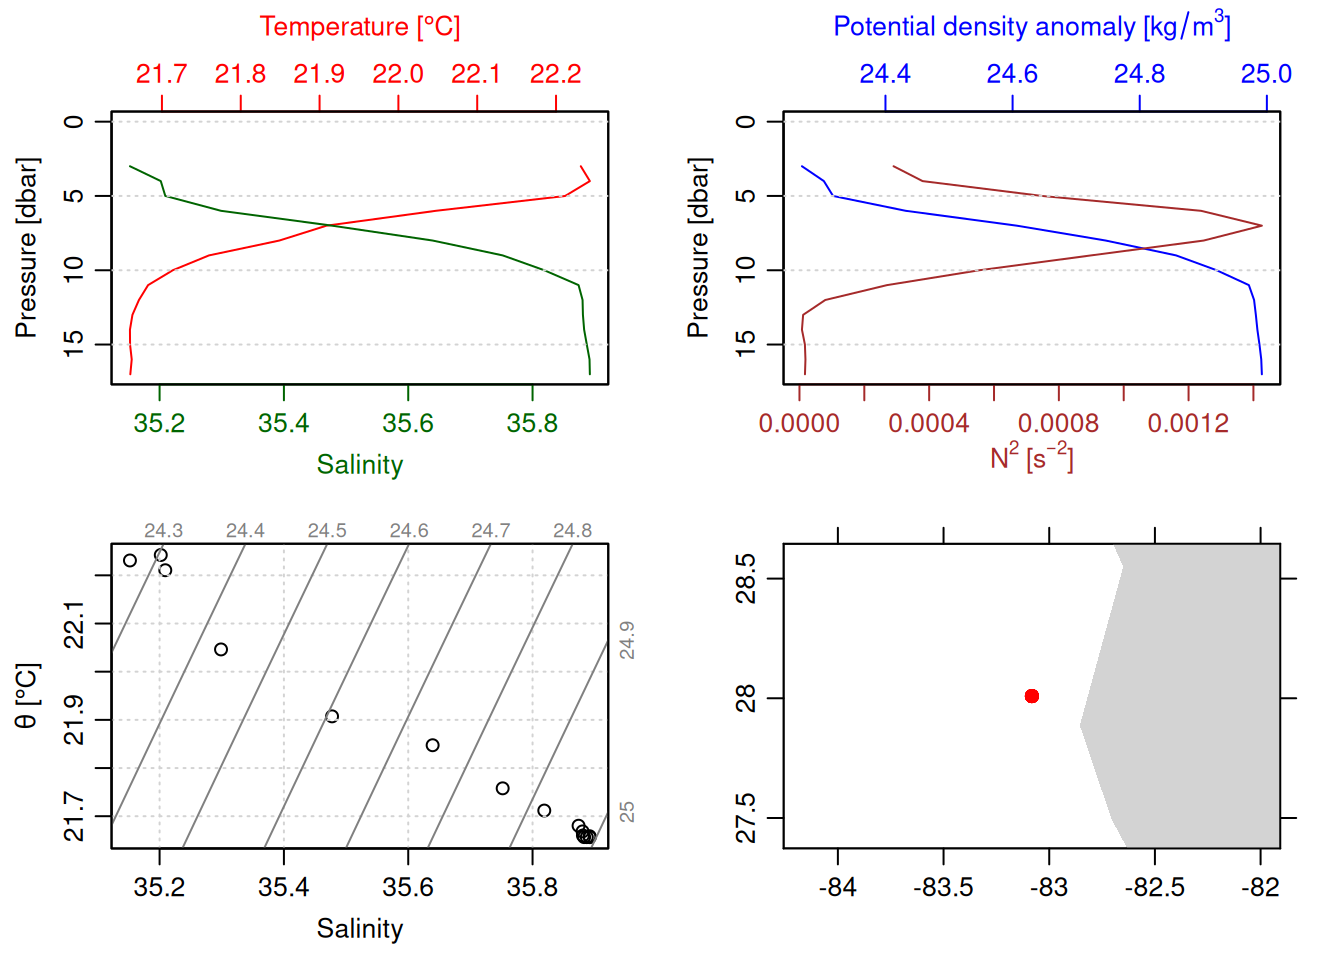 Temperature [°C]
21.7 21.8 21.9 22.0 22.1 22.2
Pressure [dbar]
0
5
10
15
35.2 35.4 35.6 35.8
Salinity
Potential density anomaly [kg/m³]
24.4 24.6 24.8 25.0
Pressure [dbar]
0
5
10
15
0.0000 0.0004 0.0008 0.0012
N² [s⁻²]
24.3 24.4 24.5 24.6 24.7 24.8
24.9
25
θ [°C]
22.1
21.9
21.7
35.2 35.4 35.6 35.8
Salinity
28.5
28
27.5
-84 -83.5 -83 -82.5 -82